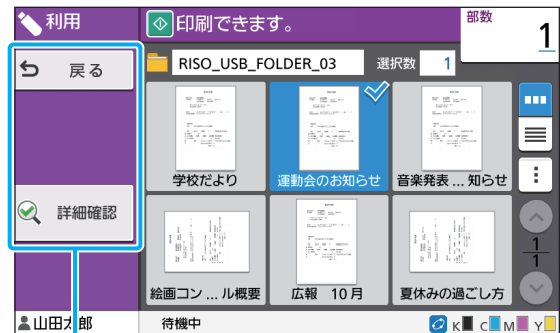 利用
印刷できます。
部数
1
戻る
RISO_USB_FOLDER_03
選択数
1
学校だより
運動会のお知らせ
音楽発表 ... 知らせ
詳細確認
1
1
絵画コン ... ル概要
広報 10月
夏休みの過ごし方
山田太郎
待機中
K C M Y